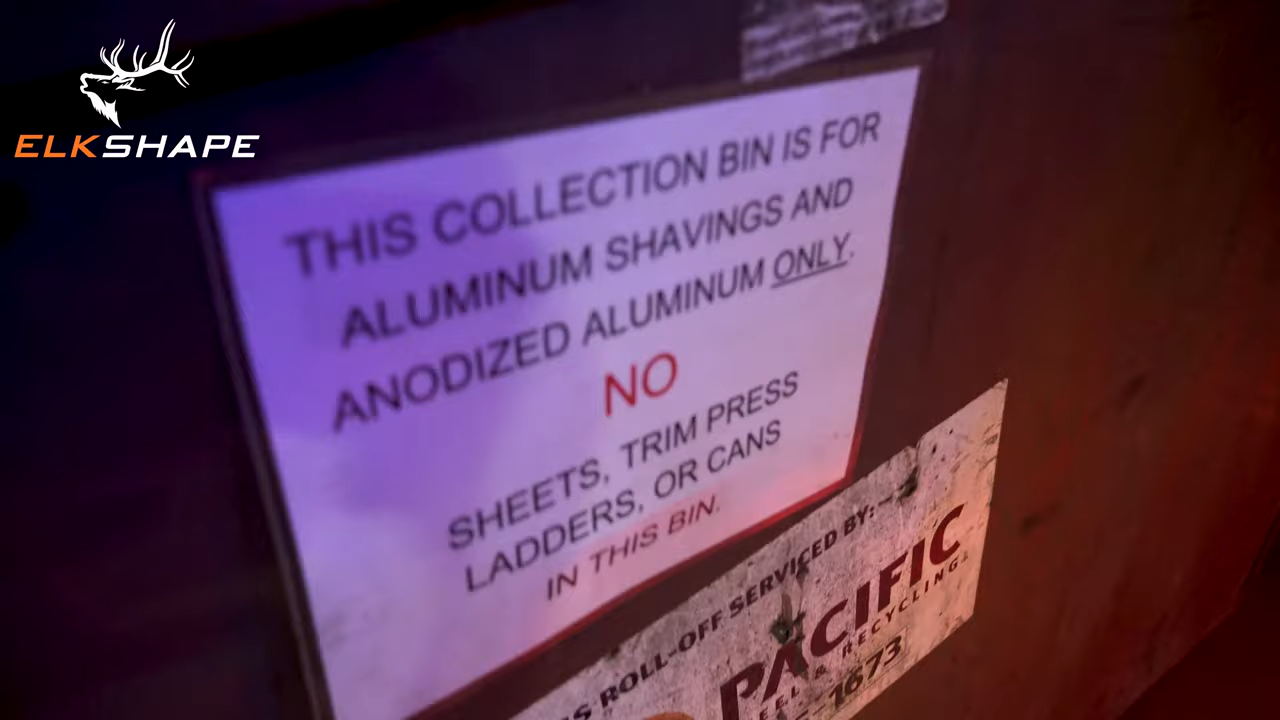 ELKSHAPE
THIS COLLECTION BIN IS FOR
ALUMINUM SHAVINGS AND
ANODIZED ALUMINUM ONLY.
NO
SHEETS, TRIM PRESS
LADDERS, OR CANS
IN THIS BIN.
ROLL-OFF SERVICED BY:
PACIFIC
& RECYCLING
1673